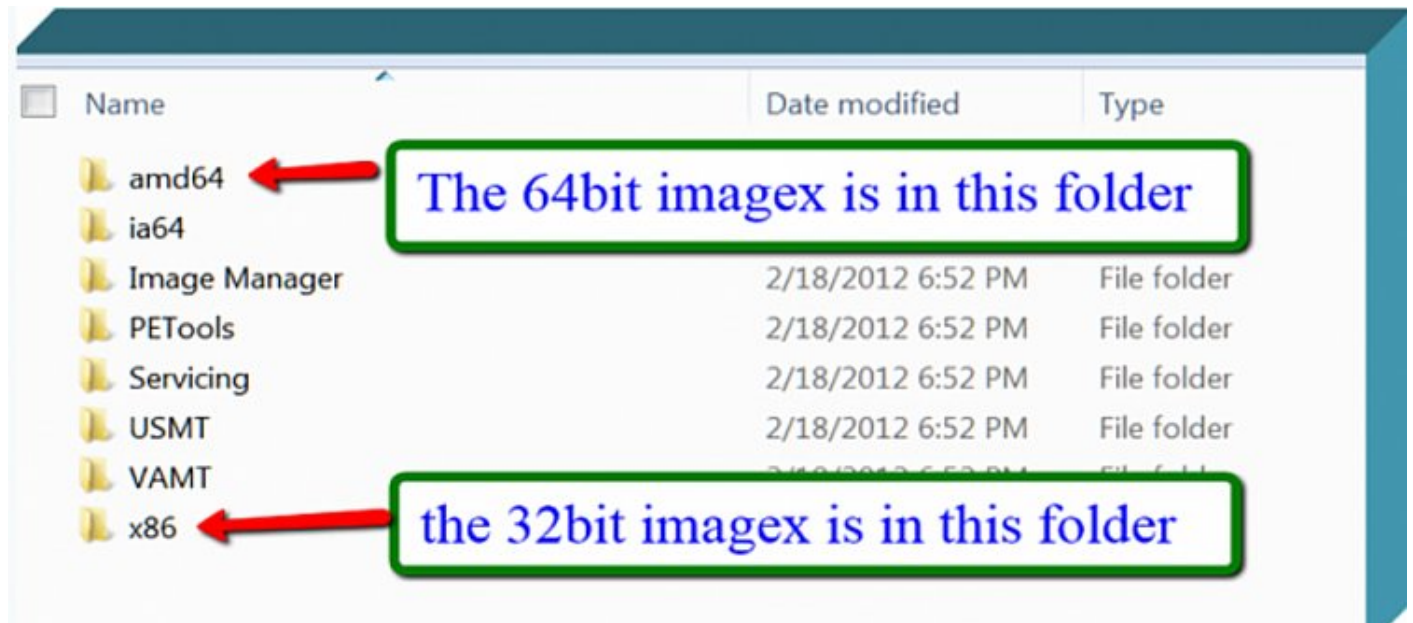 Name Date modified Type
amd64 The 64bit imagex is in this folder
ia64
Image Manager 2/18/2012 6:52 PM File folder
PETools 2/18/2012 6:52 PM File folder
Servicing 2/18/2012 6:52 PM File folder
USMT 2/18/2012 6:52 PM File folder
VAMT
x86 the 32bit imagex is in this folder